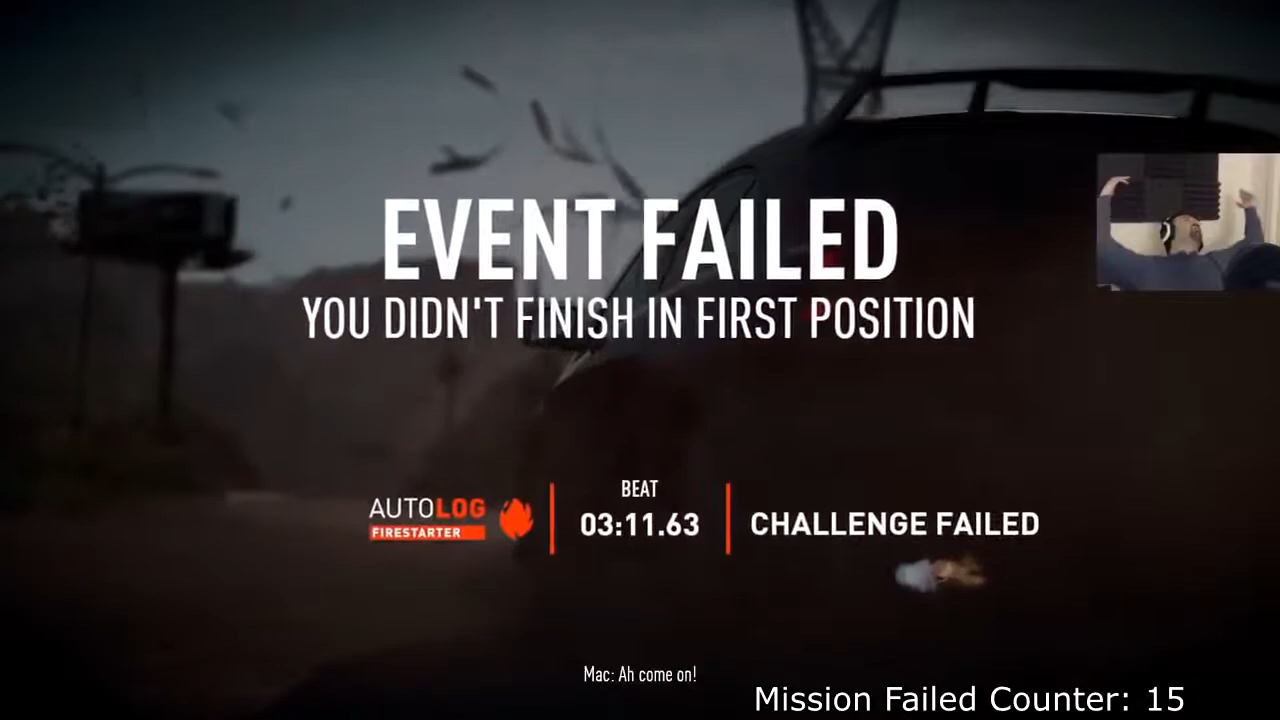 EVENT FAILED
YOU DIDN'T FINISH IN FIRST POSITION
AUTOLOG
FIRESTARTER
BEAT
03:11.63
CHALLENGE FAILED
Mac: Ah come on!
Mission Failed Counter: 15